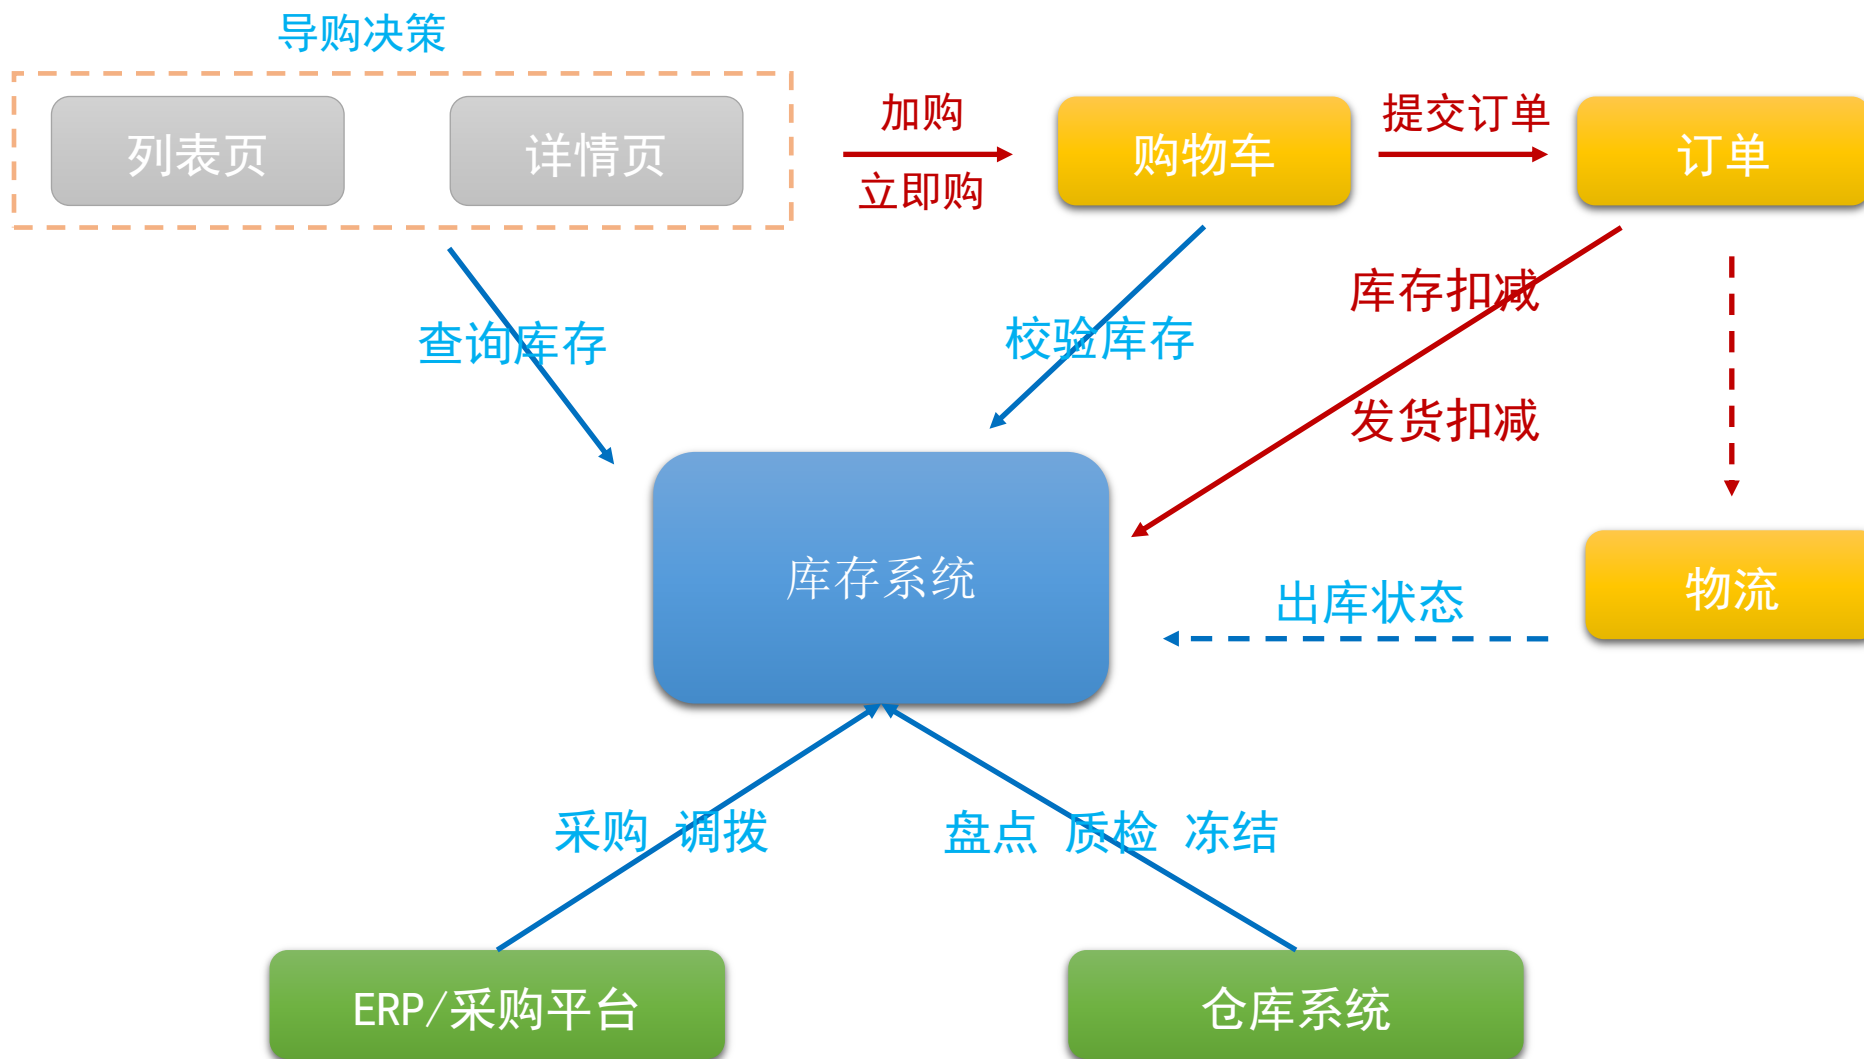 导购决策
列表页
详情页
加购
立即购
购物车
提交订单
订单
查询库存
校验库存
库存扣减
发货扣减
库存系统
出库状态
物流
采购 调拨
盘点 质检 冻结
ERP/采购平台
仓库系统